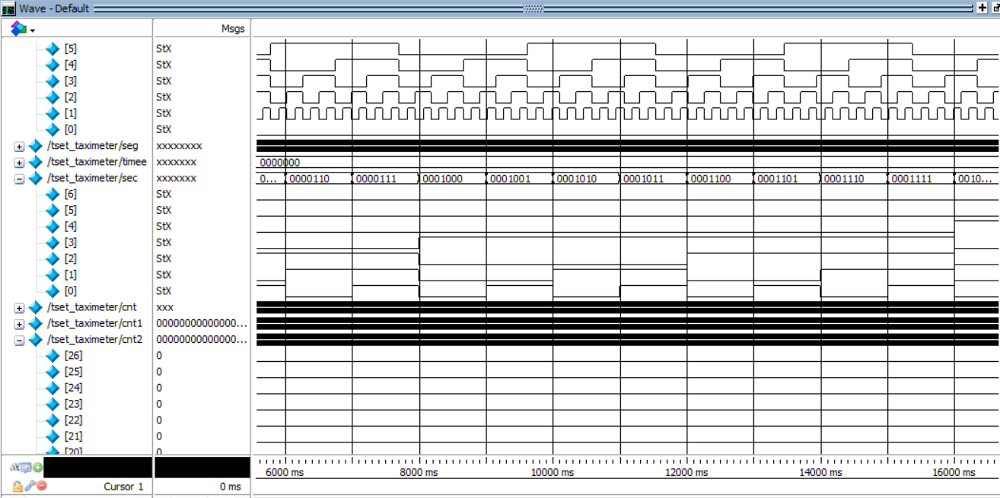 Wave - Default
Msgs
[5] StX
[4] StX
[3] StX
[2] StX
[1] StX
[0] StX
/tset_taximeter/seg xxxxxxxx
/tset_taximeter/timee xxxxxxx 0000000
/tset_taximeter/sec xxxxxxx 0... 0000110 0000111 0001000 0001001 0001010 0001011 0001100 0001101 0001110 0001111 0010...
[6] StX
[5] StX
[4] StX
[3] StX
[2] StX
[1] StX
[0] StX
/tset_taximeter/cnt xxx
/tset_taximeter/cnt1 00000000000000...
/tset_taximeter/cnt2 00000000000000...
[26] 0
[25] 0
[24] 0
[23] 0
[22] 0
[21] 0
[20] 0
6000 ms 8000 ms 10000 ms 12000 ms 14000 ms 16000 ms
Cursor 1 0 ms